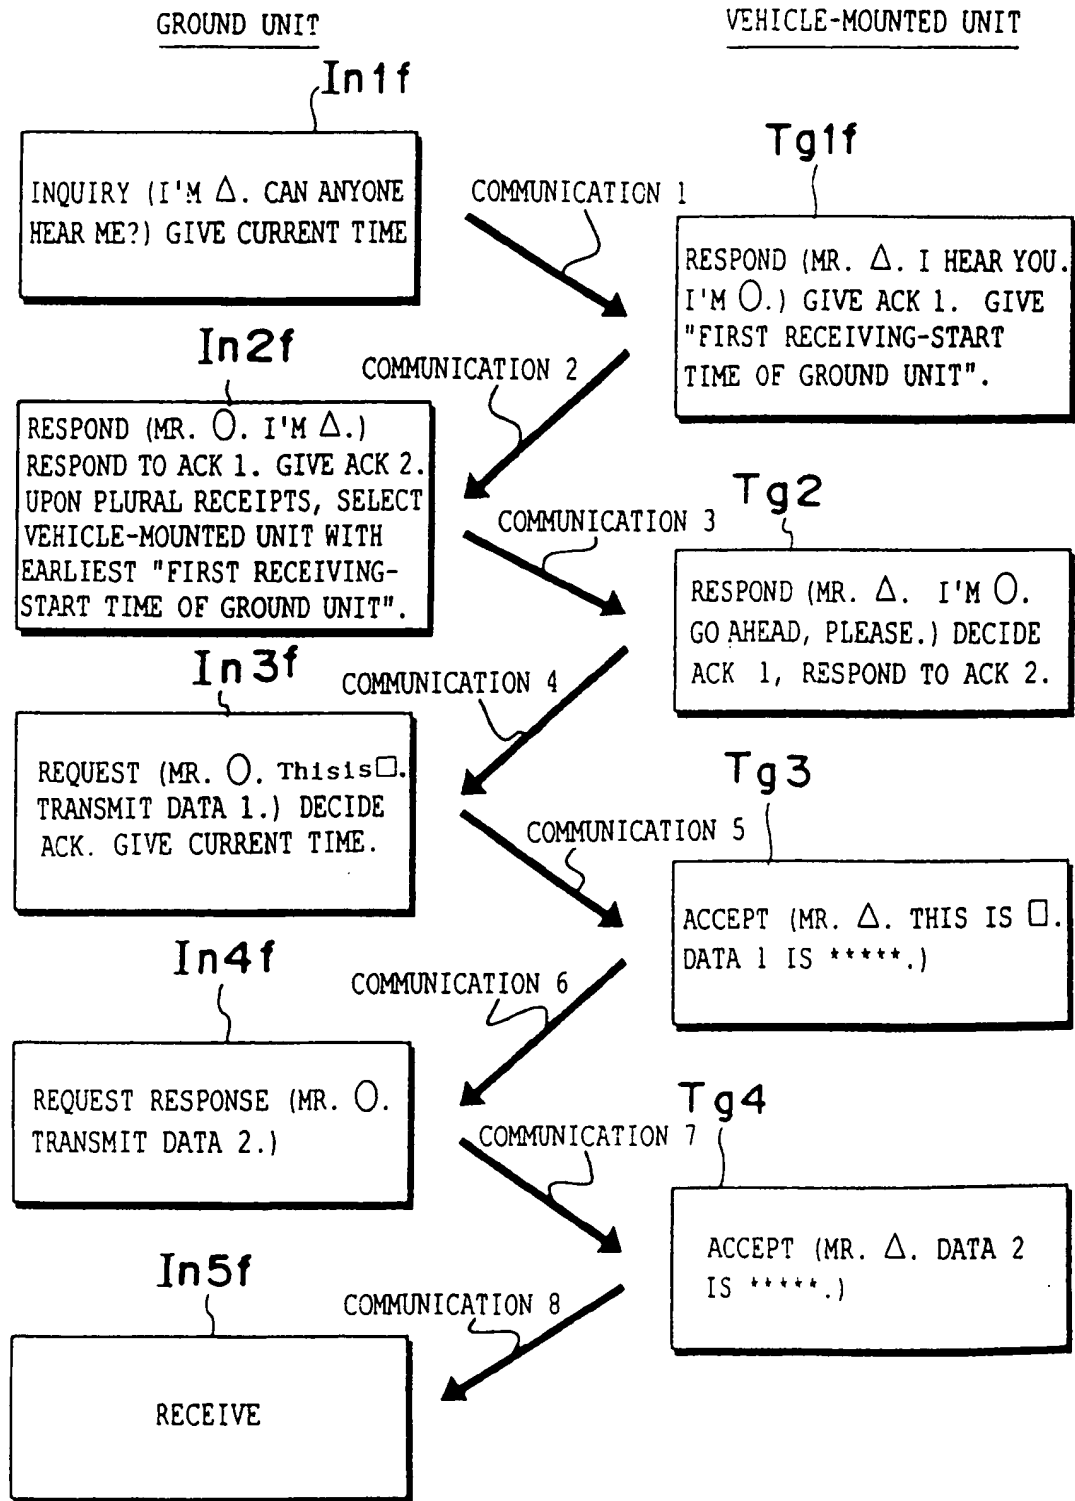 GROUND UNIT
VEHICLE-MOUNTED UNIT
In1f
INQUIRY (I'M △. CAN ANYONE
HEAR ME?) GIVE CURRENT TIME
COMMUNICATION 1
Tg1f
RESPOND (MR. △. I HEAR YOU.
I'M ○.) GIVE ACK 1. GIVE
"FIRST RECEIVING-START
TIME OF GROUND UNIT".
COMMUNICATION 2
In2f
RESPOND (MR. ○. I'M △.)
RESPOND TO ACK 1. GIVE ACK 2.
UPON PLURAL RECEIPTS, SELECT
VEHICLE-MOUNTED UNIT WITH
EARLIEST "FIRST RECEIVING-
START TIME OF GROUND UNIT".
COMMUNICATION 3
Tg2
RESPOND (MR. △. I'M ○.
GO AHEAD, PLEASE.) DECIDE
ACK 1, RESPOND TO ACK 2.
COMMUNICATION 4
In3f
REQUEST (MR. ○. Thisis□.
TRANSMIT DATA 1.) DECIDE
ACK. GIVE CURRENT TIME.
COMMUNICATION 5
Tg3
ACCEPT (MR. △. THIS IS □.
DATA 1 IS *****.)
COMMUNICATION 6
In4f
REQUEST RESPONSE (MR. ○.
TRANSMIT DATA 2.)
COMMUNICATION 7
Tg4
ACCEPT (MR. △. DATA 2
IS *****.)
COMMUNICATION 8
In5f
RECEIVE